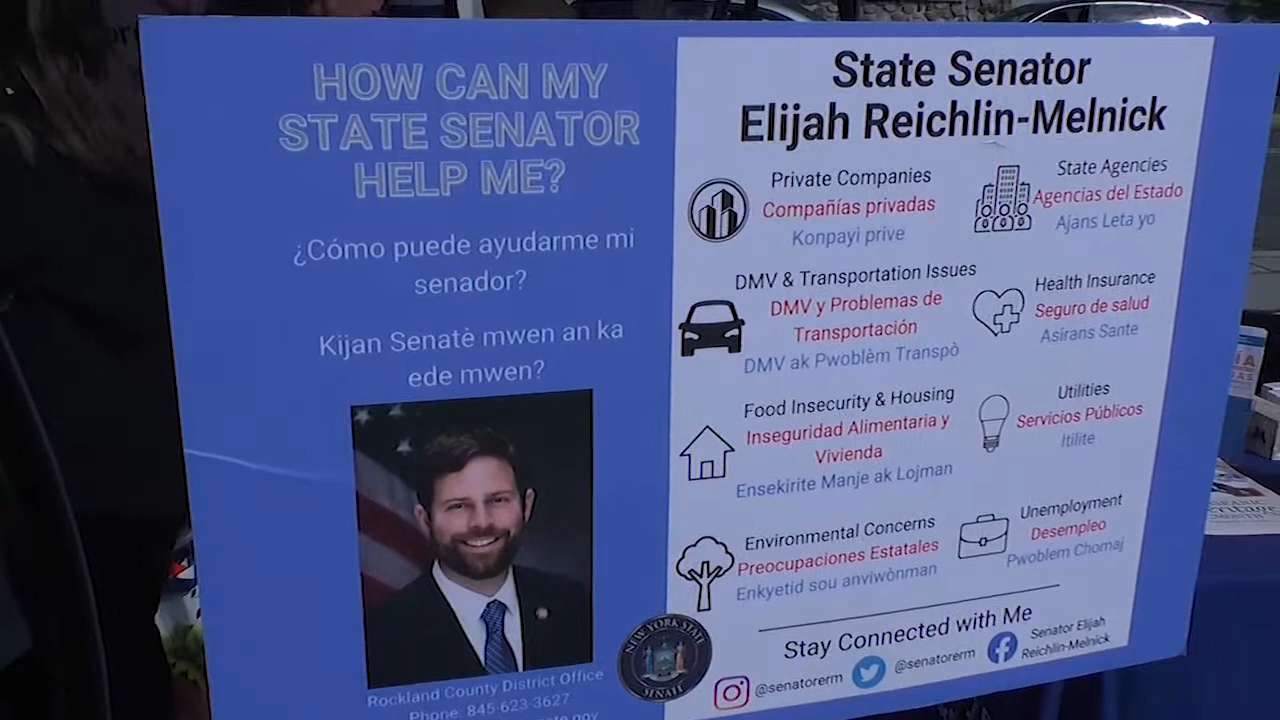 HOW CAN MY
STATE SENATOR
HELP ME?
¿Cómo puede ayudarme mi
senador?
Kijan Senatè mwen an ka
ede mwen?
Rockland County District Office
Phone: 845-623-3627
State Senator
Elijah Reichlin-Melnick
Private Companies
Compañías privadas
Konpayi prive
State Agencies
Agencias del Estado
Ajans Leta yo
DMV & Transportation Issues
DMV y Problemas de
Transportación
DMV ak Pwoblèm Transpò
Health Insurance
Seguro de salud
Asirans Sante
Food Insecurity & Housing
Inseguridad Alimentaria y
Vivienda
Ensekirite Manje ak Lojman
Utilities
Servicios Públicos
Itilite
Environmental Concerns
Preocupaciones Estatales
Enkyetid sou anviwònman
Unemployment
Desempleo
Pwoblem Chomaj
NEW YORK STATE
SENATE
Stay Connected with Me
@senatorerm
@senatorerm
Senator Elijah
Reichlin-Melnick